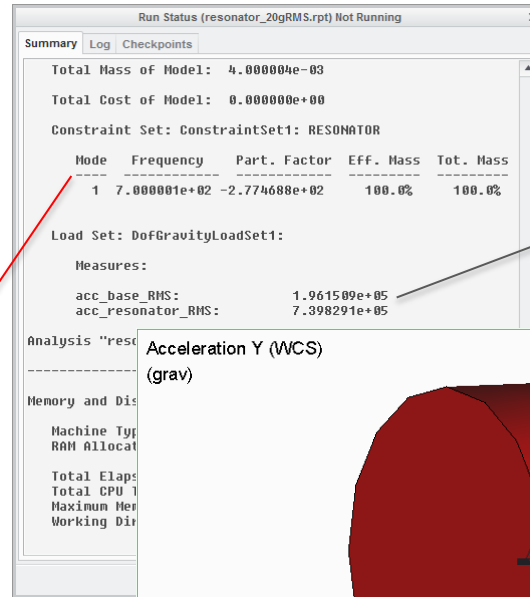 Run Status (resonator_20gRMS.rpt) Not Running
Summary Log Checkpoints
Total Mass of Model: 4.000004e-03
Total Cost of Model: 0.000000e+00
Constraint Set: ConstraintSet1: RESONATOR
Mode Frequency Part. Factor Eff. Mass Tot. Mass
---- ------------ ------------ --------- ---------
1 7.000001e+02 -2.774688e+02 100.0% 100.0%
Load Set: DofGravityLoadSet1:
Measures:
acc_base_RMS: 1.961509e+05
acc_resonator_RMS: 7.398291e+05
Analysis "reso
Acceleration Y (WCS)
(grav)
Memory and Dis
Machine Typ
RAM Allocat
Total Elaps
Total CPU T
Maximum Mem
Working Dir